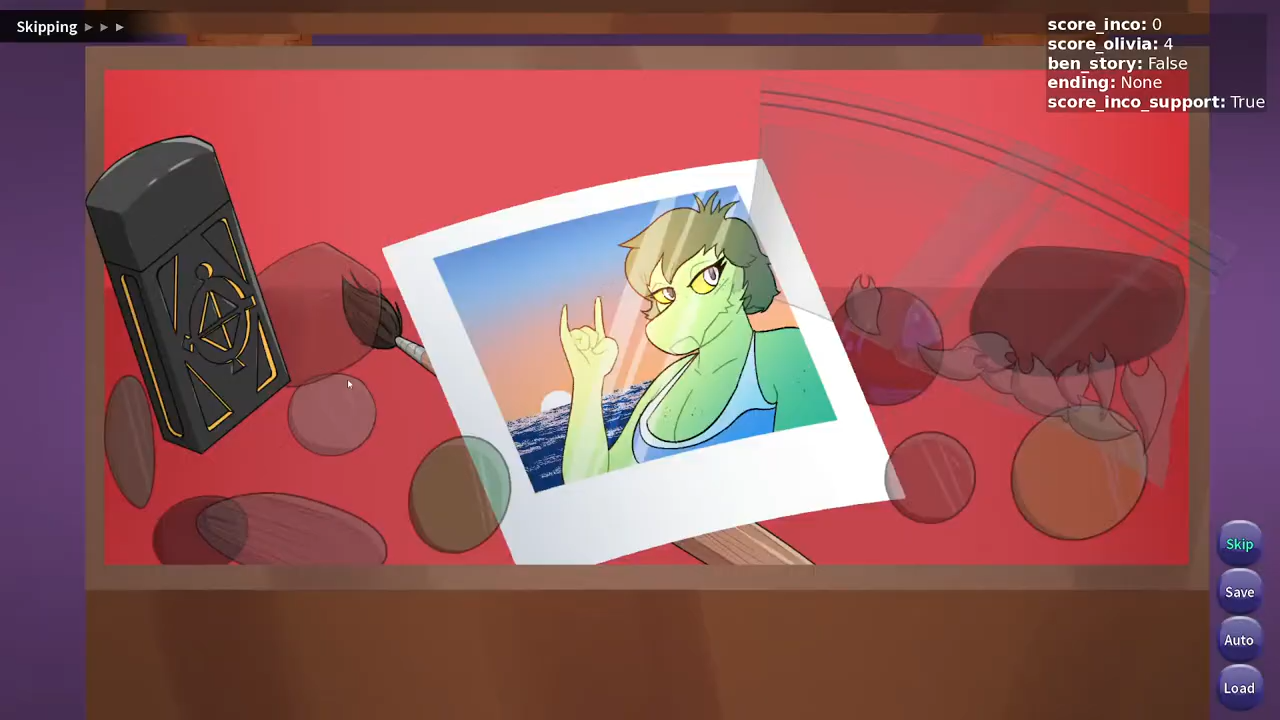 Skipping
score_inco: 0
score_olivia: 4
ben_story: False
ending: None
score_inco_support: True
Skip
Save
Auto
Load